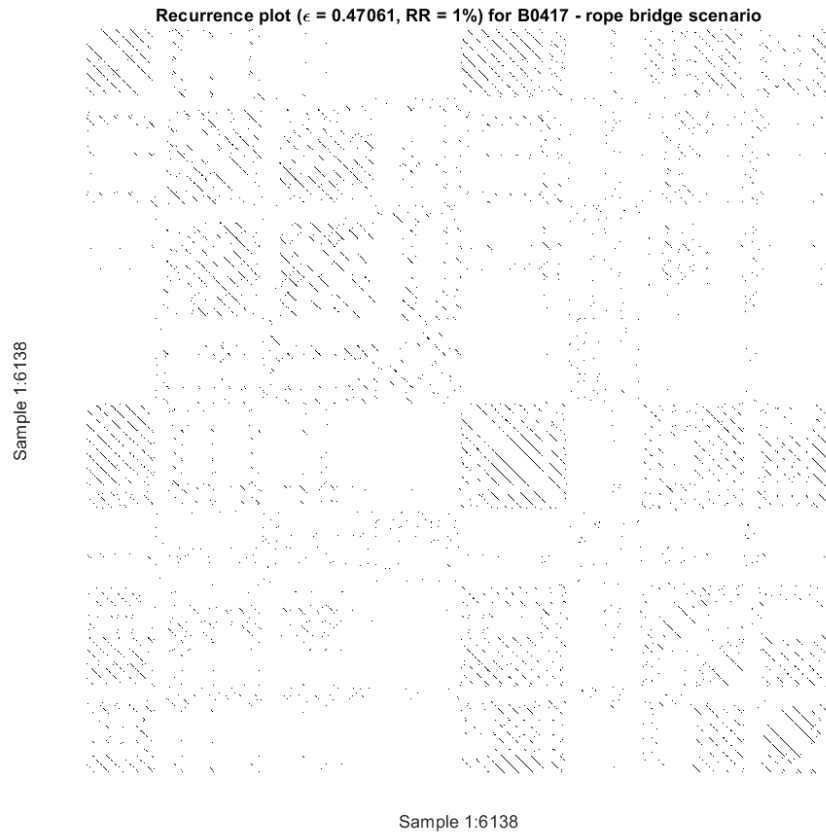 Recurrence plot (ϵ = 0.47061, RR = 1%) for B0417 - rope bridge scenario
Sample 1:6138
Sample 1:6138